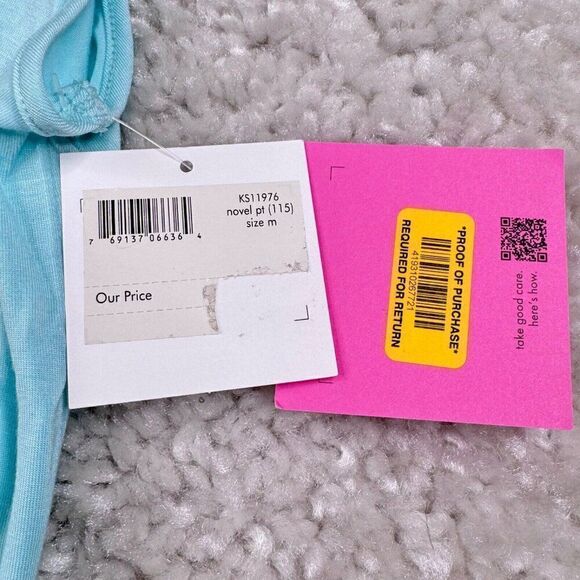 KS11976
novel pt (115)
size m
7 69137 06636 4
Our Price
*PROOF OF PURCHASE*
419310267721
REQUIRED FOR RETURN
take good care.
here's how.